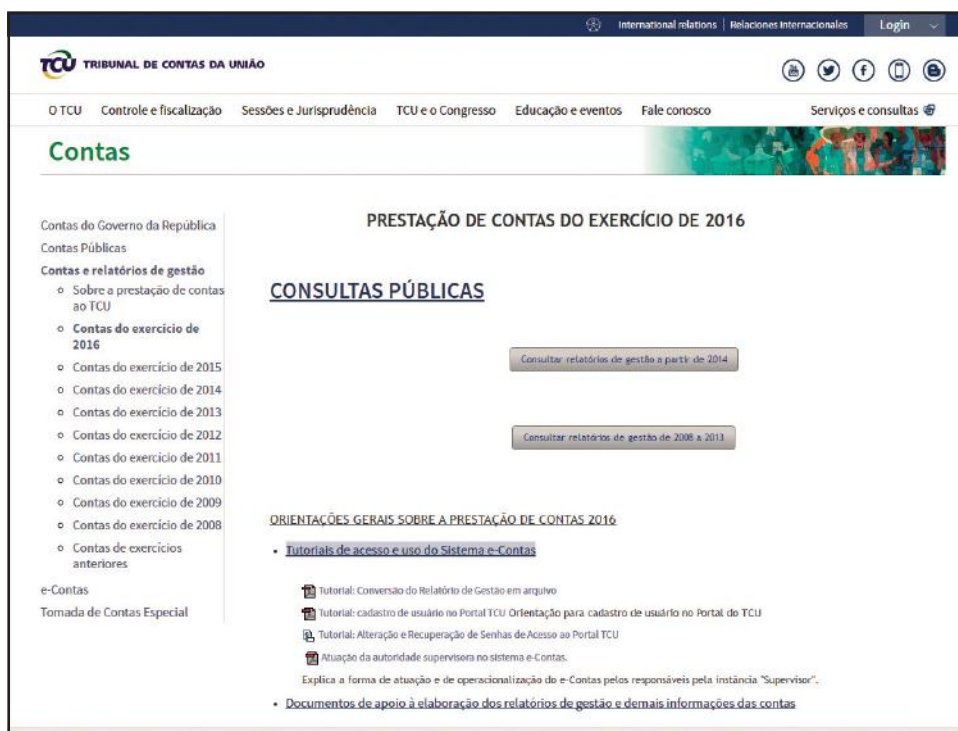 International relations | Relaciones Internacionales Login
TCU TRIBUNAL DE CONTAS DA UNIÃO
O TCU Controle e fiscalização Sessões e Jurisprudência TCU e o Congresso Educação e eventos Fale conosco Serviços e consultas
Contas
Contas do Governo da República
Contas Públicas
Contas e relatórios de gestão
Sobre a prestação de contas
ao TCU
Contas do exercício de
2016
Contas do exercício de 2015
Contas do exercício de 2014
Contas do exercício de 2013
Contas do exercício de 2012
Contas do exercício de 2011
Contas do exercício de 2010
Contas do exercício de 2009
Contas do exercício de 2008
Contas de exercícios
anteriores
e-Contas
Tomada de Contas Especial
PRESTAÇÃO DE CONTAS DO EXERCÍCIO DE 2016
CONSULTAS PÚBLICAS
Consultar relatórios de gestão a partir de 2014
Consultar relatórios de gestão de 2008 a 2013
ORIENTAÇÕES GERAIS SOBRE A PRESTAÇÃO DE CONTAS 2016
• Tutoriais de acesso e uso do Sistema e-Contas
Tutorial: Conversão do Relatório de Gestão em arquivo
Tutorial: cadastro de usuário no Portal TCU Orientação para cadastro de usuário no Portal do TCU
Tutorial: Alteração e Recuperação de Senhas de Acesso ao Portal TCU
Atuação da autoridade supervisora no sistema e-Contas.
Explica a forma de atuação e de operacionalização do e-Contas pelos responsáveis pela instância "Supervisor".
• Documentos de apoio à elaboração dos relatórios de gestão e demais informações das contas